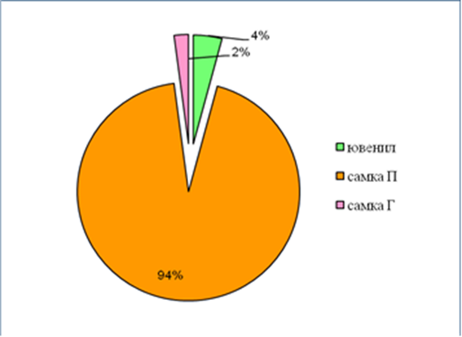 4%
2%
ювенил
самка П
самка Г
94%